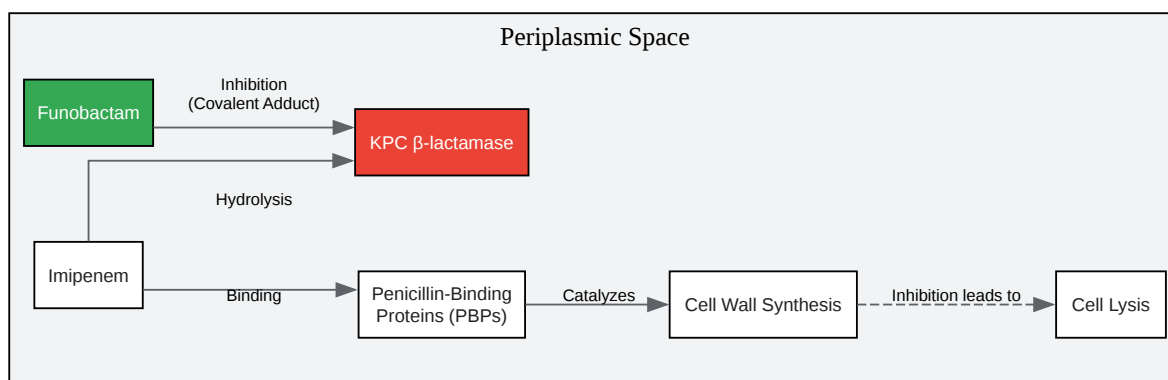 Periplasmic Space
Funobactam
Inhibition
(Covalent Adduct)
KPC β-lactamase
Hydrolysis
Imipenem
Binding
Penicillin-Binding
Proteins (PBPs)
Catalyzes
Cell Wall Synthesis
Inhibition leads to
Cell Lysis